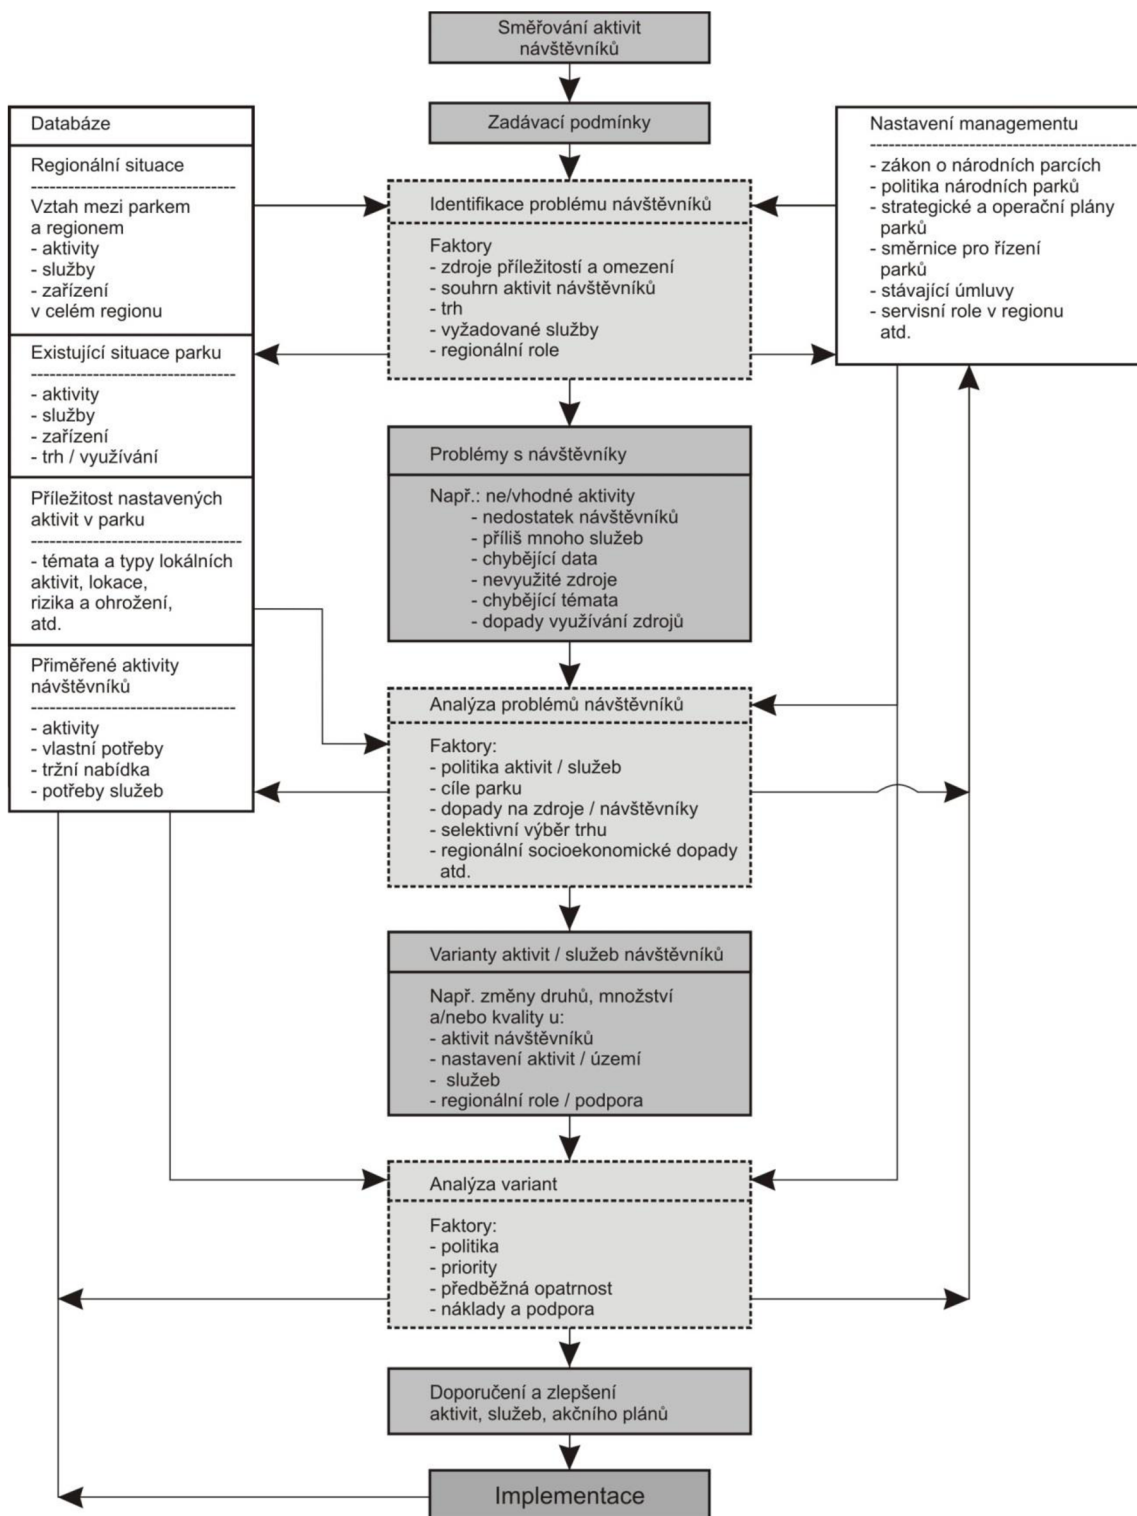 Směřování aktivit
návštěvníků
Zadávací podmínky
Databáze
Regionální situace
Vztah mezi parkem
a regionem
- aktivity
- služby
- zařízení
v celém regionu
Existující situace parku
- aktivity
- služby
- zařízení
- trh / využívání
Příležitost nastavených
aktivit v parku
- témata a typy lokálních
aktivit, lokace,
rizika a ohrožení,
atd.
Přiměřené aktivity
návštěvníků
- aktivity
- vlastní potřeby
- tržní nabídka
- potřeby služeb
Identifikace problému návštěvníků
Faktory
- zdroje příležitostí a omezení
- souhrn aktivit návštěvníků
- trh
- vyžadované služby
- regionální role
Nastavení managementu
- zákon o národních parcích
- politika národních parků
- strategické a operační plány
parků
- směrnice pro řízení
parků
- stávající úmluvy
- servisní role v regionu
atd.
Problémy s návštěvníky
Např.: ne/vhodné aktivity
- nedostatek návštěvníků
- příliš mnoho služeb
- chybějící data
- nevyužité zdroje
- chybějící témata
- dopady využívání zdrojů
Analýza problémů návštěvníků
Faktory:
- politika aktivit / služeb
- cíle parku
- dopady na zdroje / návštěvníky
- selektivní výběr trhu
- regionální socioekonomické dopady
atd.
Varianty aktivit / služeb návštěvníků
Např. změny druhů, množství
a/nebo kvality u:
- aktivit návštěvníků
- nastavení aktivit / území
- služeb
- regionální role / podpora
Analýza variant
Faktory:
- politika
- priority
- předběžná opatrnost
- náklady a podpora
Doporučení a zlepšení
aktivit, služeb, akčního plánů
Implementace